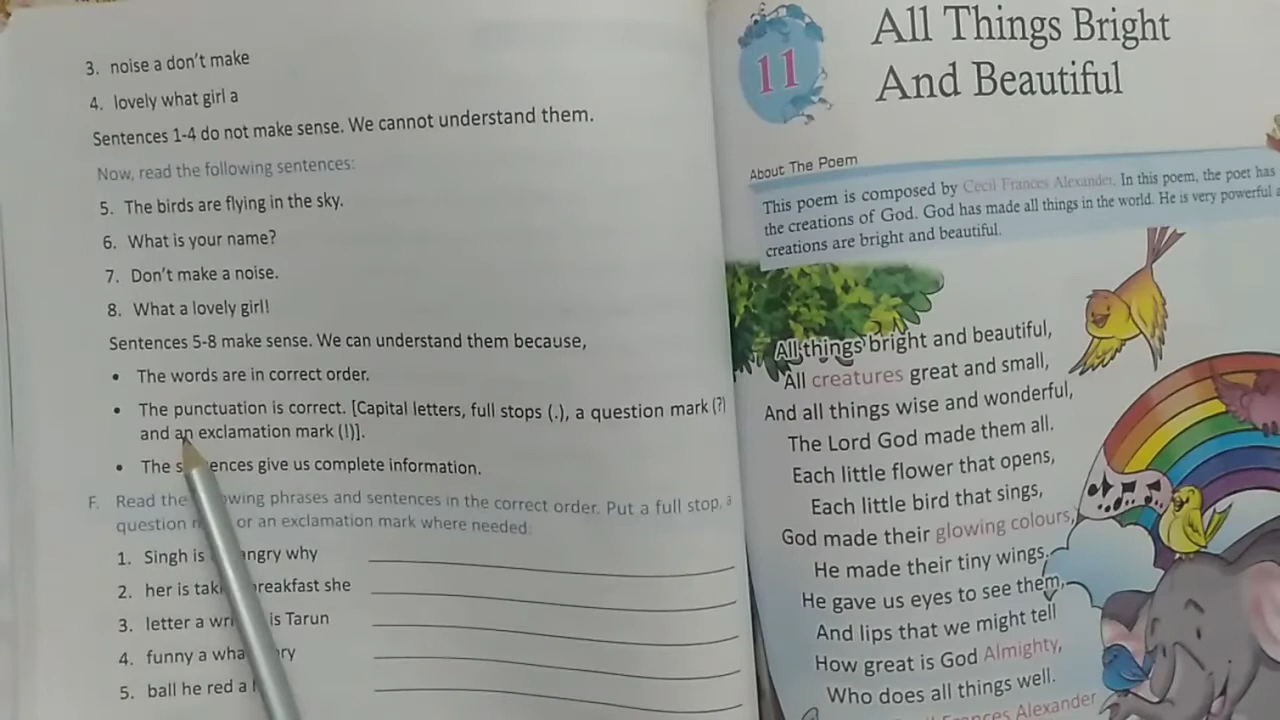 3. noise a don't make
4. lovely what girl a
Sentences 1-4 do not make sense. We cannot understand them.
Now, read the following sentences:
5. The birds are flying in the sky.
6. What is your name?
7. Don't make a noise.
8. What a lovely girl!
Sentences 5-8 make sense. We can understand them because,
• The words are in correct order.
• The punctuation is correct. [Capital letters, full stops (.), a question mark (?)
and an exclamation mark (!)].
• The s ences give us complete information.
F. Read the owing phrases and sentences in the correct order. Put a full stop, a
question or an exclamation mark where needed.
1. Singh is angry why
2. her is breakfast she
3. letter a is Tarun
4. funny a
5. ball he red a
11
All Things Bright
And Beautiful
About The Poem
This poem is composed by Cecil Frances Alexander. In this poem, the poet has
the creations of God. God has made all things in the world. He is very powerful
creations are bright and beautiful.
All things bright and beautiful,
All creatures great and small,
And all things wise and wonderful,
The Lord God made them all.
Each little flower that opens,
Each little bird that sings,
God made their glowing colours,
He made their tiny wings.
He gave us eyes to see them,
And lips that we might tell
How great is God Almighty,
Who does all things well.
Frances Alexander